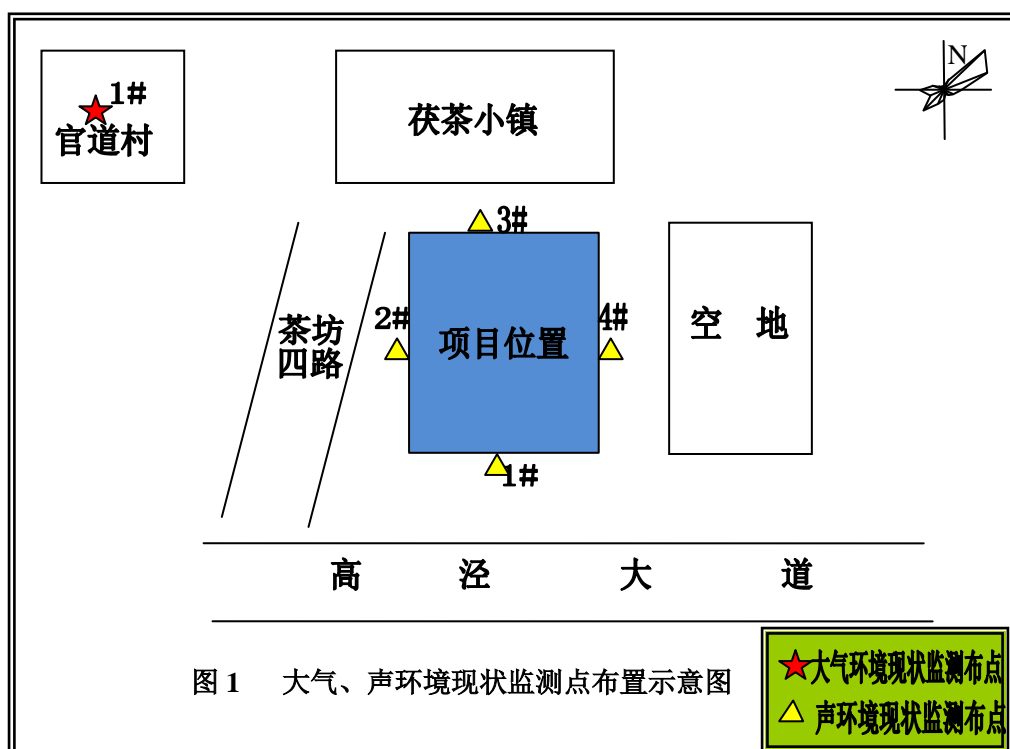 N
1#
官道村
茯茶小镇
3#
茶坊
四路
2#
项目位置
4#
空 地
1#
高 泾 大 道
图 1 大气、声环境现状监测点布置示意图
大气环境现状监测布点
声环境现状监测布点